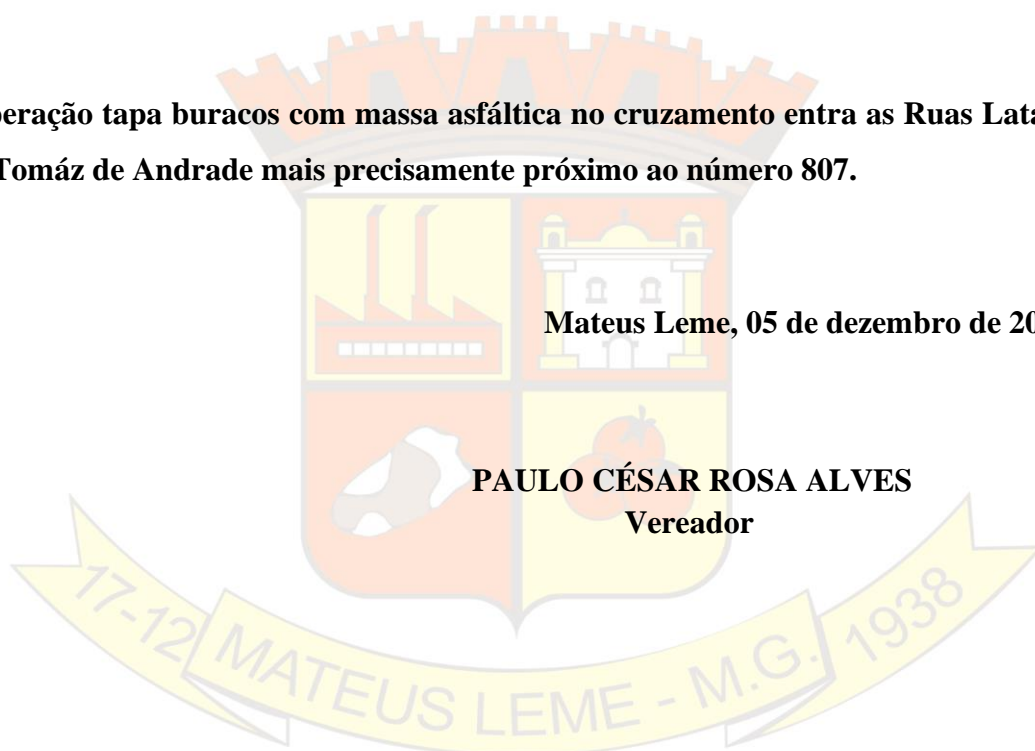 peração tapa buracos com massa asfáltica no cruzamento entra as Ruas Lata
Tomáz de Andrade mais precisamente próximo ao número 807.
Mateus Leme, 05 de dezembro de 20
PAULO CÉSAR ROSA ALVES
Vereador
17-12 MATEUS LEME - M.G. 1938